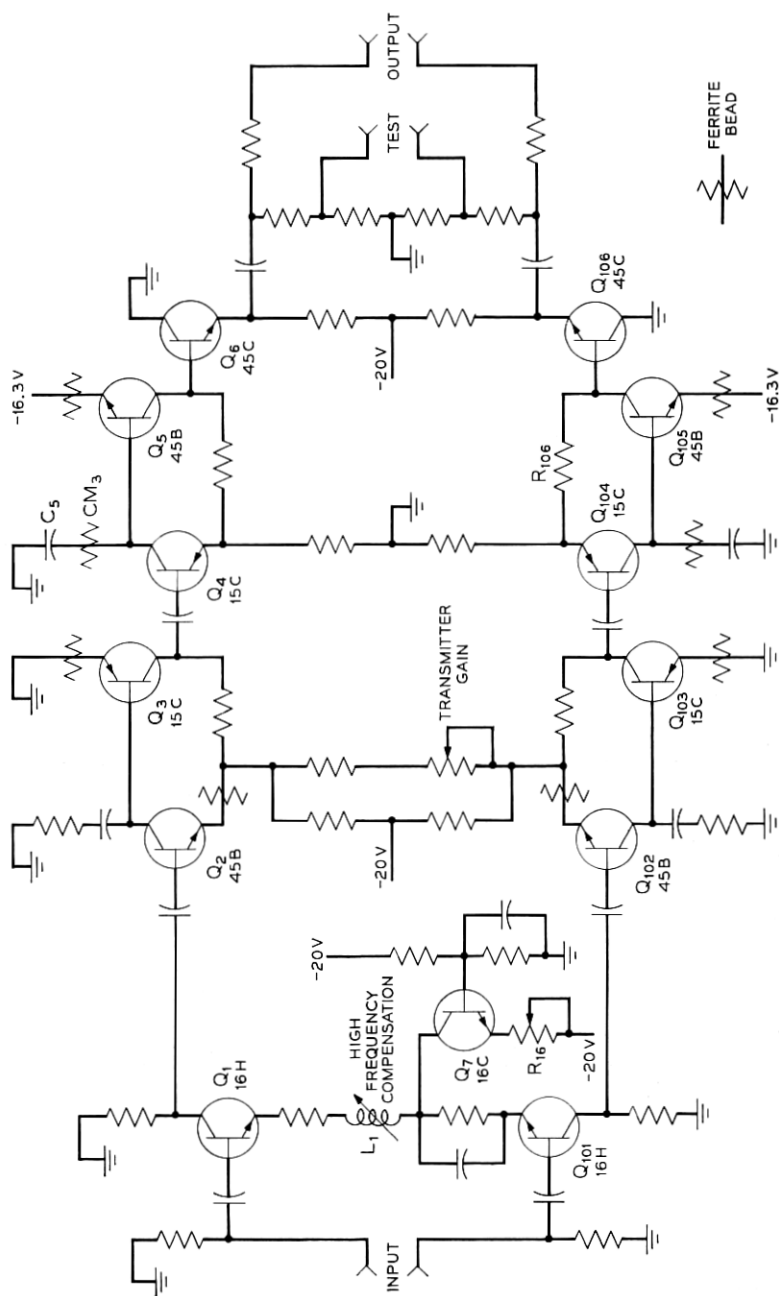 INPUT
Q1
16H
L1
HIGH
FREQUENCY
COMPENSATION
Q101
16H
-20V
Q7
16C
R16
-20V
Q2
45B
-20V
Q102
45B
Q3
15C
TRANSMITTER
GAIN
Q103
15C
C5
CM3
Q4
15C
Q104
15C
-16.3V
Q5
45B
R106
Q105
45B
-16.3V
Q6
45C
-20V
Q106
45C
TEST
OUTPUT
FERRITE
BEAD